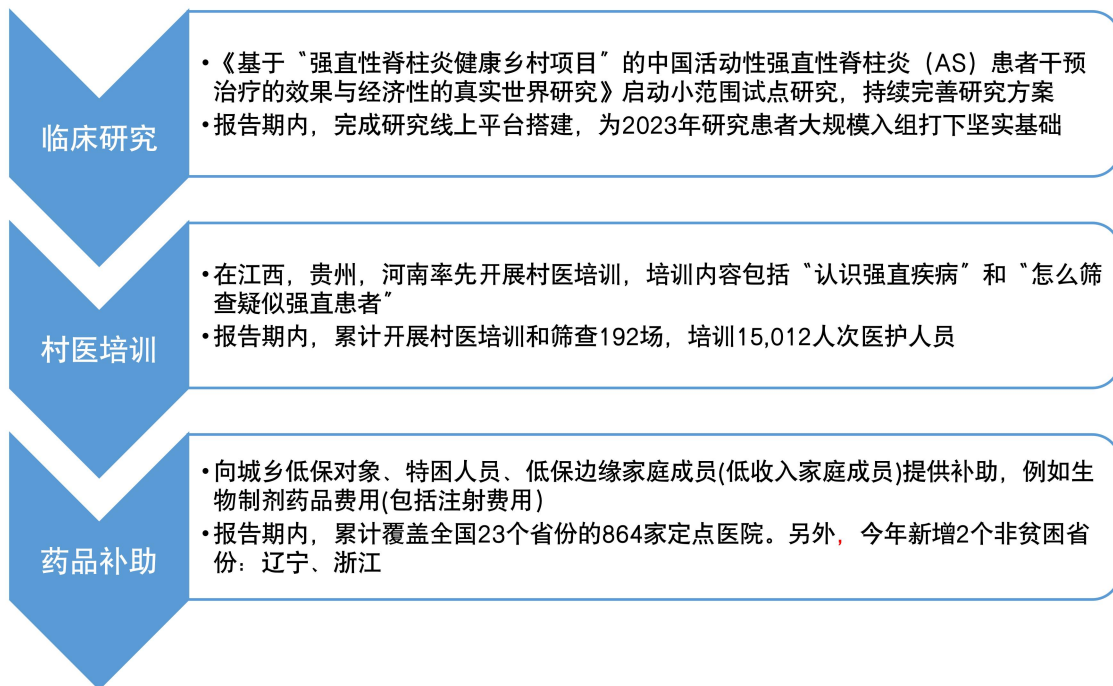 临床研究
•《基于“强直性脊柱炎健康乡村项目”的中国活动性强直性脊柱炎（AS）患者干预
治疗的效果与经济性的真实世界研究》启动小范围试点研究，持续完善研究方案
•报告期内，完成研究线上平台搭建，为2023年研究患者大规模入组打下坚实基础
村医培训
•在江西，贵州，河南率先开展村医培训，培训内容包括“认识强直疾病”和“怎么筛
查疑似强直患者”
•报告期内，累计开展村医培训和筛查192场，培训15,012人次医护人员
药品补助
•向城乡低保对象、特困人员、低保边缘家庭成员(低收入家庭成员)提供补助，例如生
物制剂药品费用(包括注射费用）
•报告期内，累计覆盖全国23个省份的864家定点医院。另外，今年新增2个非贫困省
份：辽宁、浙江